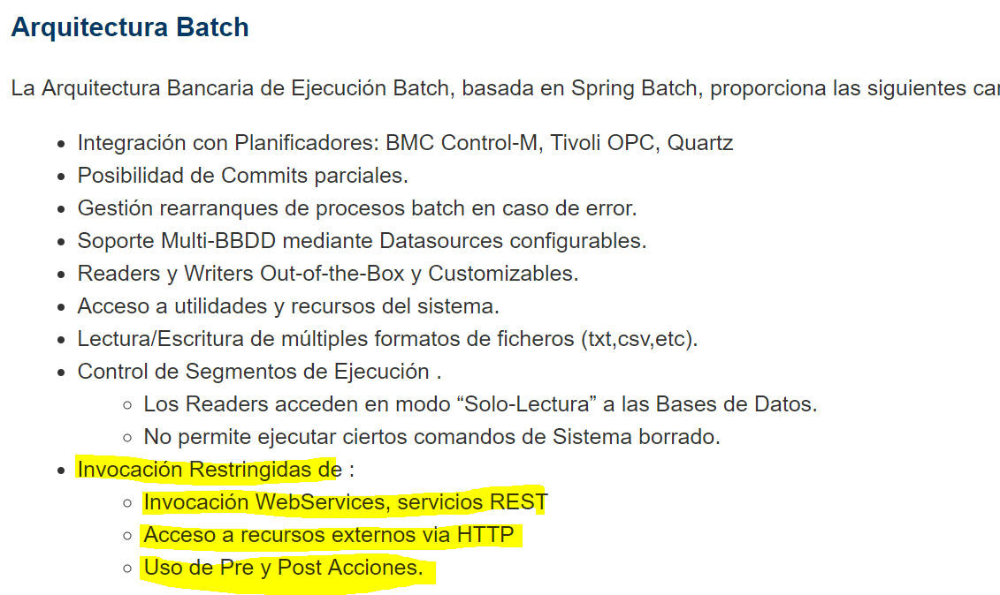 Arquitectura Batch
La Arquitectura Bancaria de Ejecución Batch, basada en Spring Batch, proporciona las siguientes
Integración con Planificadores: BMC Control-M, Tivoli OPC, Quartz
Posibilidad de Commits parciales.
Gestión rearranques de procesos batch en caso de error.
Soporte Multi-BBDD mediante Datasources configurables.
Readers y Writers Out-of-the-Box y Customizables.
Acceso a utilidades y recursos del sistema.
Lectura/Escritura de múltiples formatos de ficheros (txt,csv,etc).
Control de Segmentos de Ejecución .
Los Readers acceden en modo “Solo-Lectura” a las Bases de Datos.
No permite ejecutar ciertos comandos de Sistema borrado.
Invocación Restringidas de :
Invocación WebServices, servicios REST
Acceso a recursos externos via HTTP
Uso de Pre y Post Acciones.